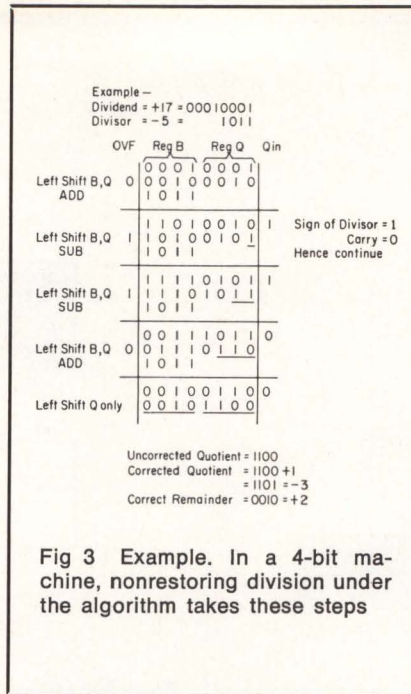 Example —
Dividend = +17 = 00010001
Divisor = −5 = 1011
OVF Reg B Reg Q Qin
0 0 0 1 0 0 0 1
Left Shift B,Q 0 0 0 1 0 0 0 1 0
ADD 1 0 1 1
1 1 0 1 0 0 1 0 1 Sign of Divisor = 1
Left Shift B,Q 1 1 0 1 0 0 1 0 1 Carry = 0
SUB 1 0 1 1 Hence continue
1 1 1 1 0 1 0 1 1
Left Shift B,Q 1 1 1 1 0 1 0 1 1
SUB 1 0 1 1
0 0 1 1 1 0 1 1 0
Left Shift B,Q 0 0 1 1 1 0 1 1 0
ADD 1 0 1 1
0 0 1 0 0 1 1 0 0
Left Shift Q only 0 0 1 0 1 1 0 0
Uncorrected Quotient = 1100
Corrected Quotient = 1100 +1
= 1101 = −3
Correct Remainder = 0010 = +2
Fig 3 Example. In a 4-bit ma-
chine, nonrestoring division under
the algorithm takes these steps